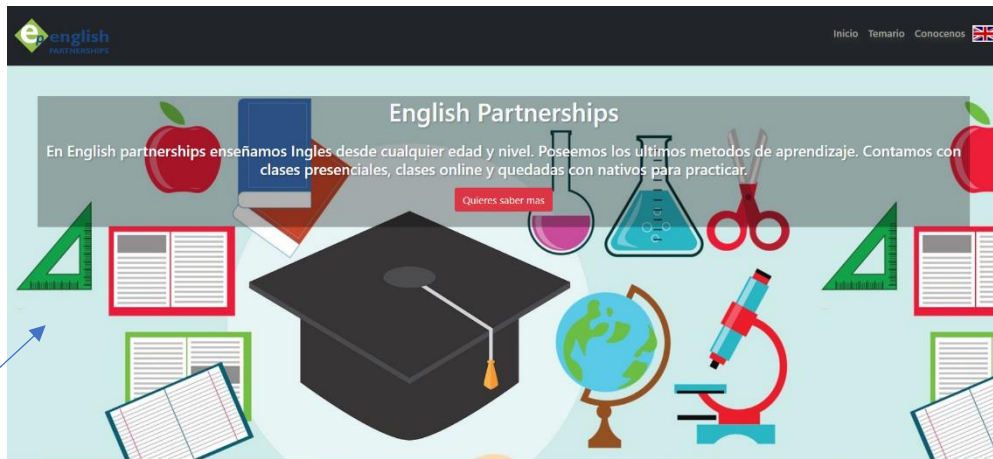 ep english
PARTNERSHIPS
Inicio Temario Conocenos
English Partnerships
En English partnerships enseñamos Ingles desde cualquier edad y nivel. Poseemos los ultimos metodos de aprendizaje. Contamos con
clases presenciales, clases online y quedadas con nativos para practicar.
Quieres saber mas